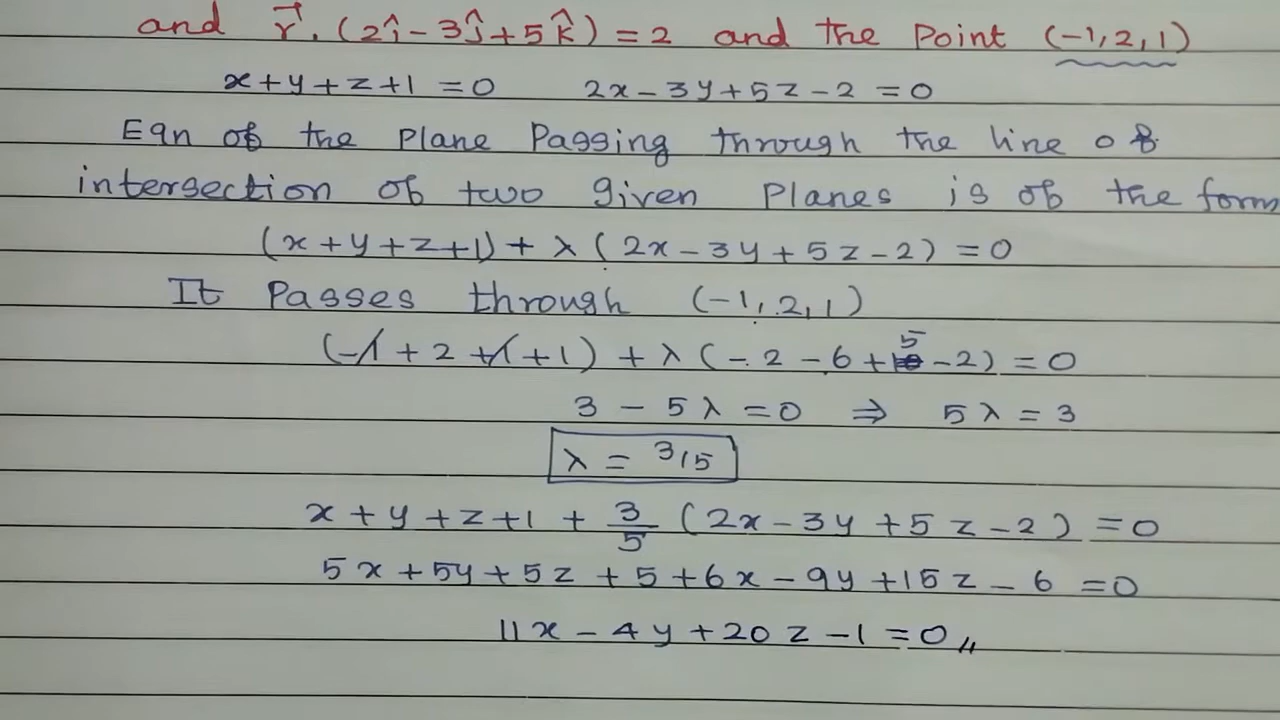 and r⃗. (2î - 3ĵ + 5k̂) = 2 and the Point (-1, 2, 1)
x + y + z + 1 = 0 2x - 3y + 5z - 2 = 0
Eqn of the Plane Passing through the line of
intersection of two given Planes is of the form
(x + y + z + 1) + λ (2x - 3y + 5z - 2) = 0
It Passes through (-1, 2, 1)
(-1 + 2 + 1 + 1) + λ (-2 - 6 + 5 - 2) = 0
3 - 5λ = 0 ⇒ 5λ = 3
λ = 3/5
x + y + z + 1 + 3/5 (2x - 3y + 5z - 2) = 0
5x + 5y + 5z + 5 + 6x - 9y + 15z - 6 = 0
11x - 4y + 20z - 1 = 0 〃